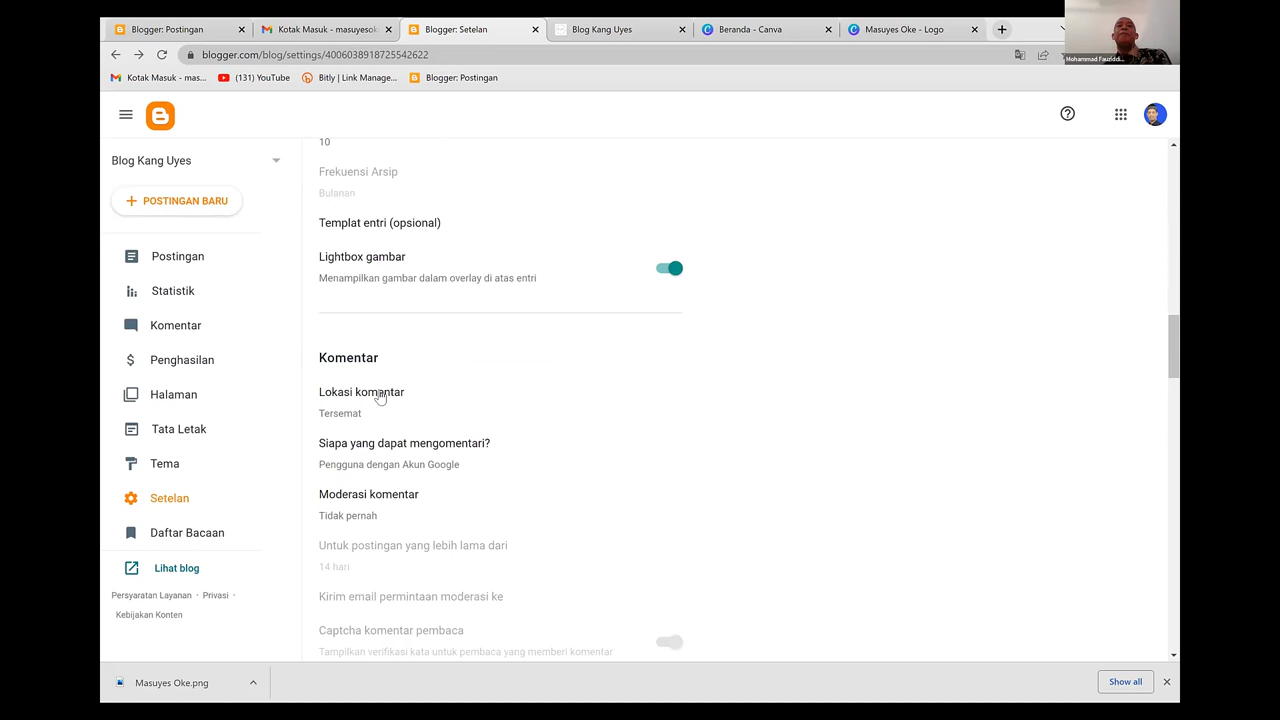 Blogger: Postingan
Kotak Masuk - masuyesok
Blogger: Setelan
Blog Kang Uyes
Beranda - Canva
Masuyes Oke - Logo
blogger.com/blog/settings/4006038918725542622
Kotak Masuk - mas...
(131) YouTube
Bitly | Link Manage...
Blogger: Postingan
Mohammad Fauziddi...
Blog Kang Uyes
+ POSTINGAN BARU
Postingan
Statistik
Komentar
Penghasilan
Halaman
Tata Letak
Tema
Setelan
Daftar Bacaan
Lihat blog
Persyaratan Layanan · Privasi ·
Kebijakan Konten
10
Frekuensi Arsip
Bulanan
Templat entri (opsional)
Lightbox gambar
Menampilkan gambar dalam overlay di atas entri
Komentar
Lokasi komentar
Tersemat
Siapa yang dapat mengomentari?
Pengguna dengan Akun Google
Moderasi komentar
Tidak pernah
Untuk postingan yang lebih lama dari
14 hari
Kirim email permintaan moderasi ke
Captcha komentar pembaca
Tampilkan verifikasi kata untuk pembaca yang memberi komentar
Masuyes Oke.png
Show all